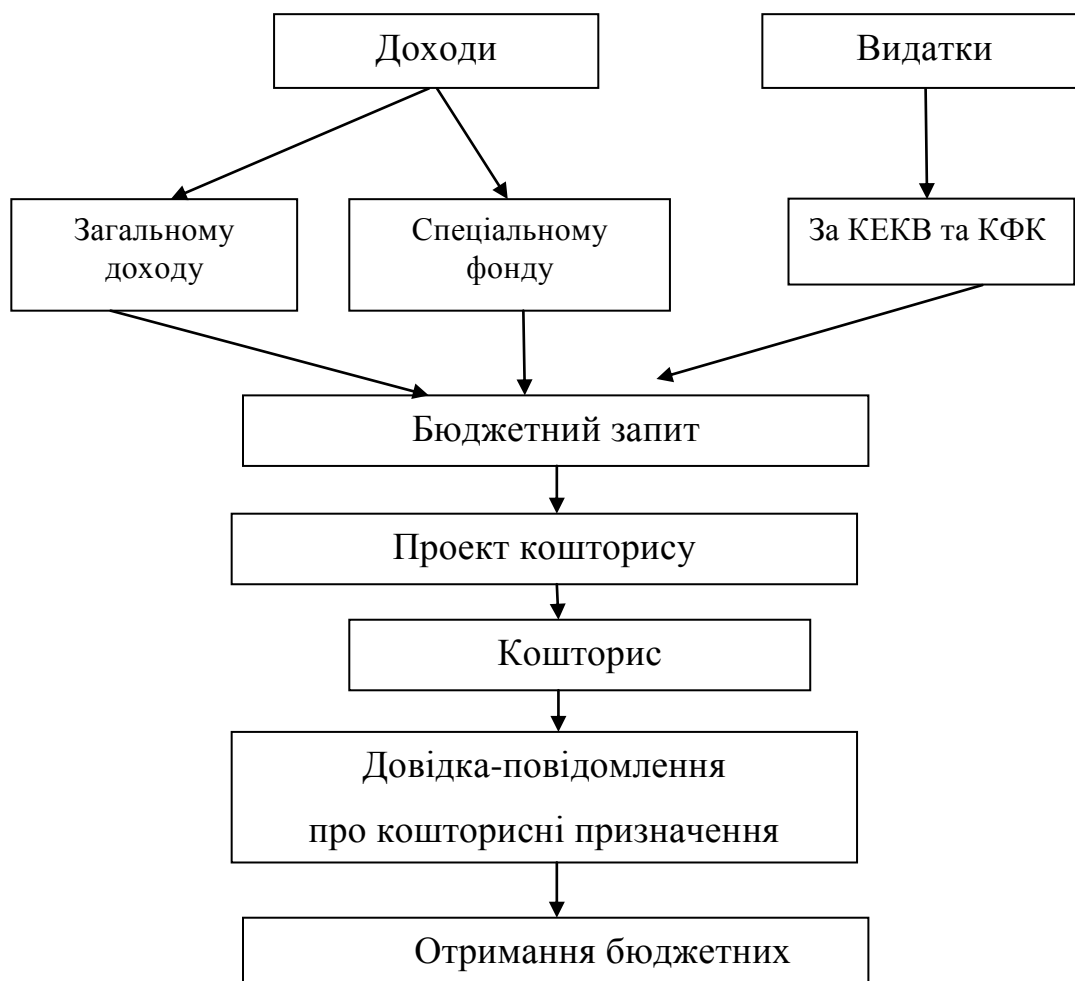 Доходи
Видатки
Загальному
доходу
Спеціальному
фонду
За КЕКВ та КФК
Бюджетний запит
Проект кошторису
Кошторис
Довідка-повідомлення
про кошторисні призначення
Отримання бюджетних